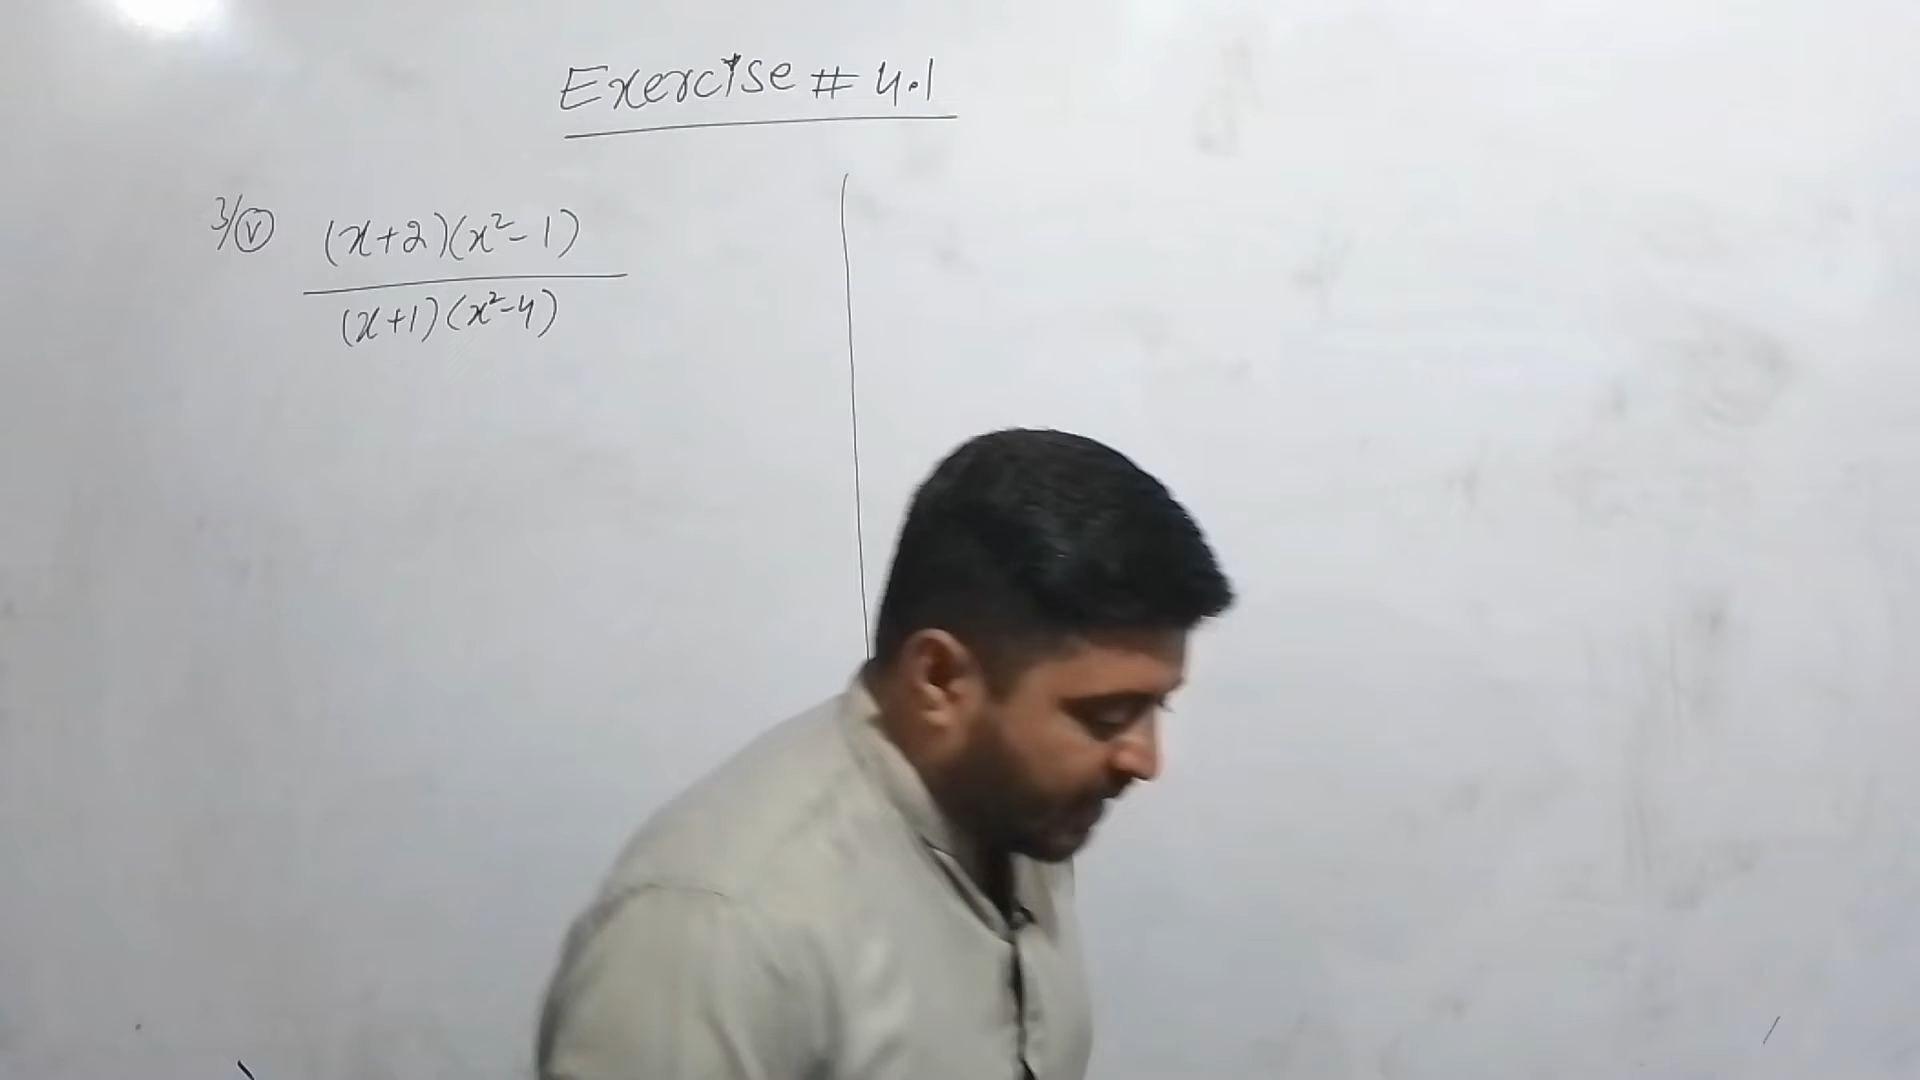 Exercise # 4.1
3/ⓥ (x+2)(x²-1)
(x+1)(x²-4)